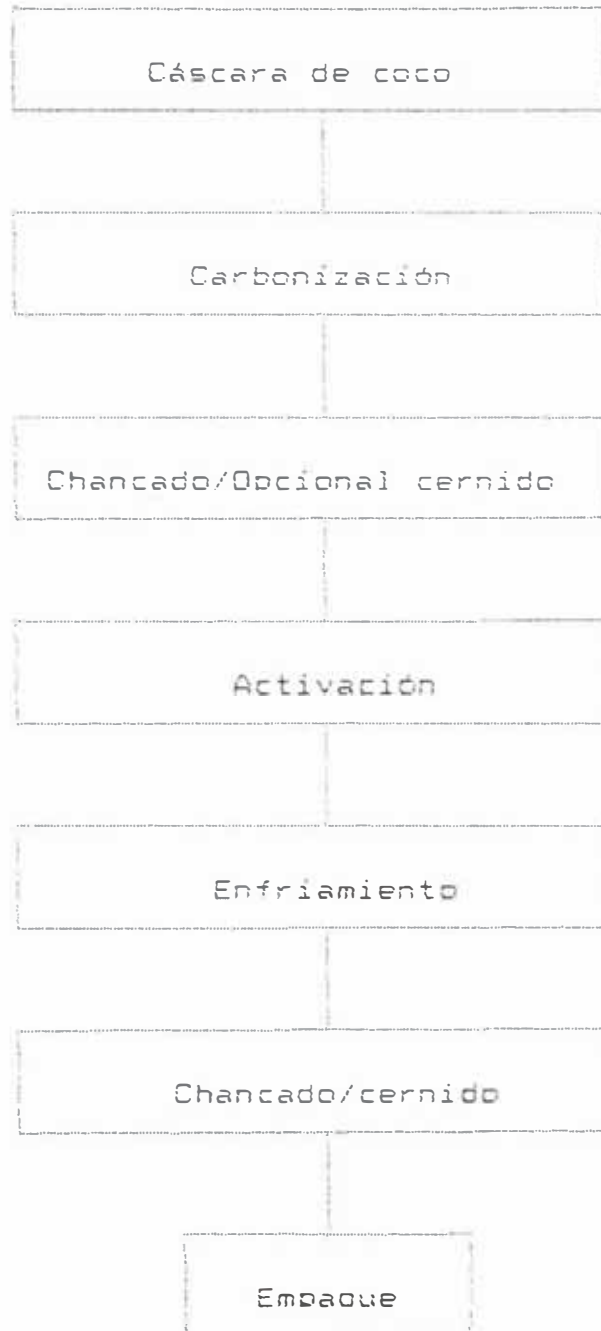 Cáscara de coco
Carbonización
Chancado/Opcional cernido
Activación
Enfriamiento
Chancado/cernido
Empaque